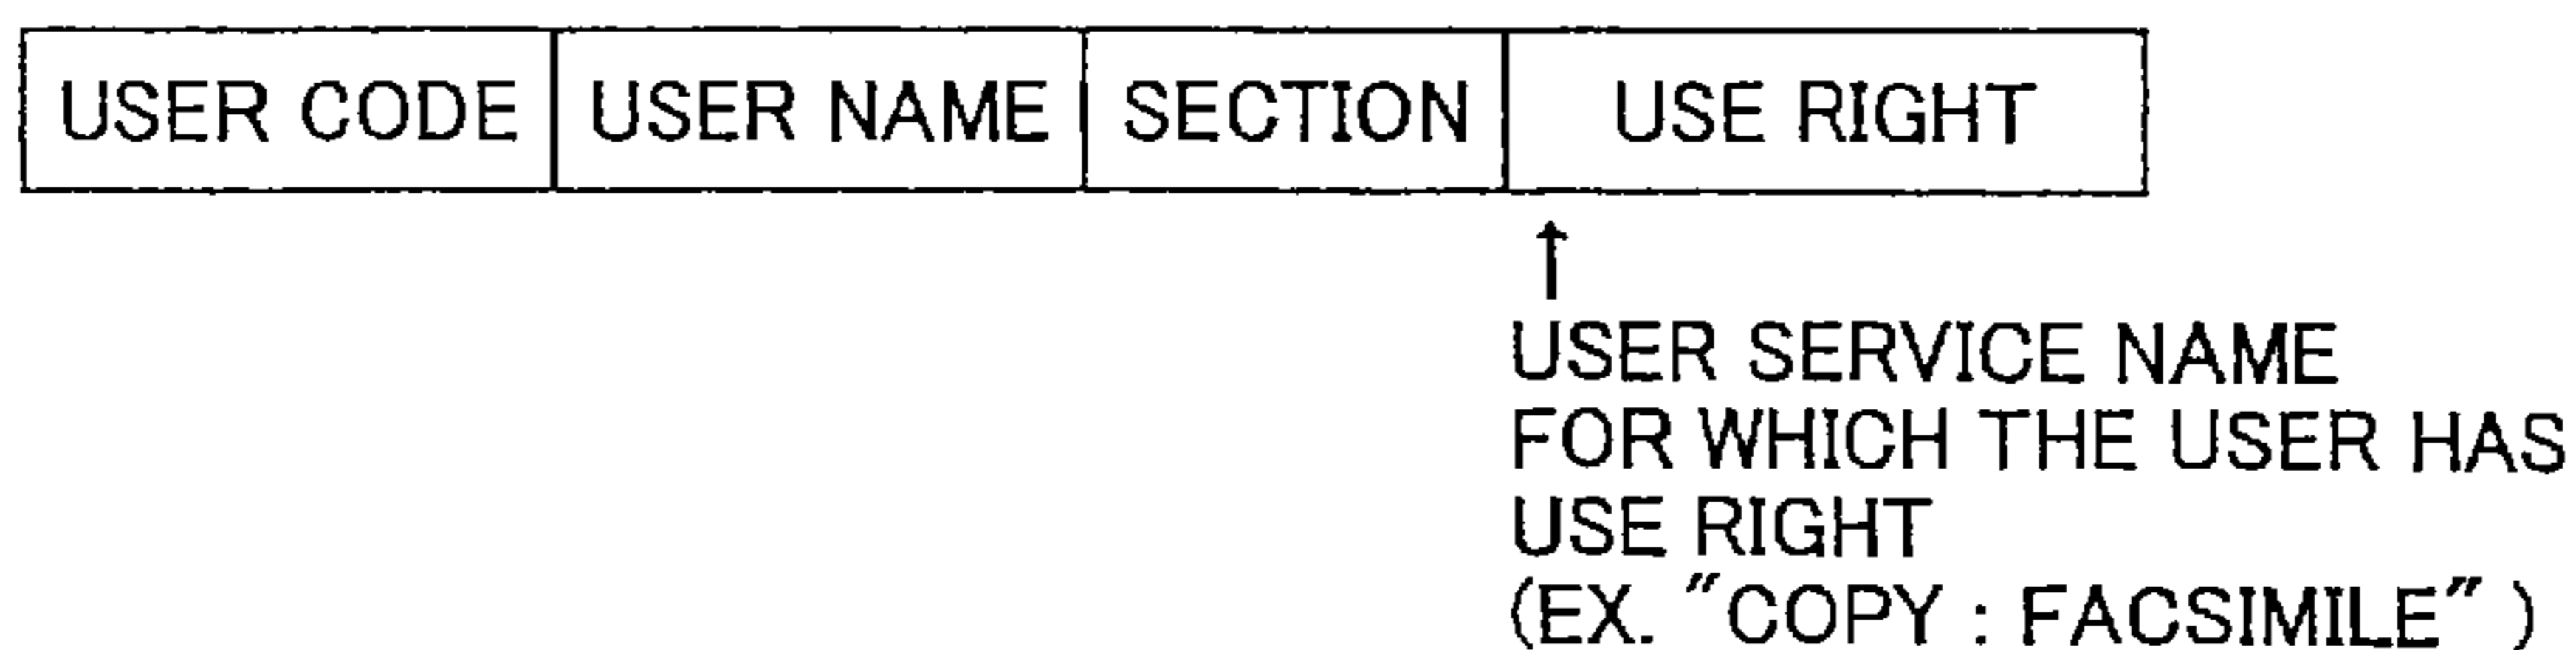 USER CODE USER NAME SECTION USE RIGHT
↑
USER SERVICE NAME
FOR WHICH THE USER HAS
USE RIGHT
(EX. "COPY : FACSIMILE" )